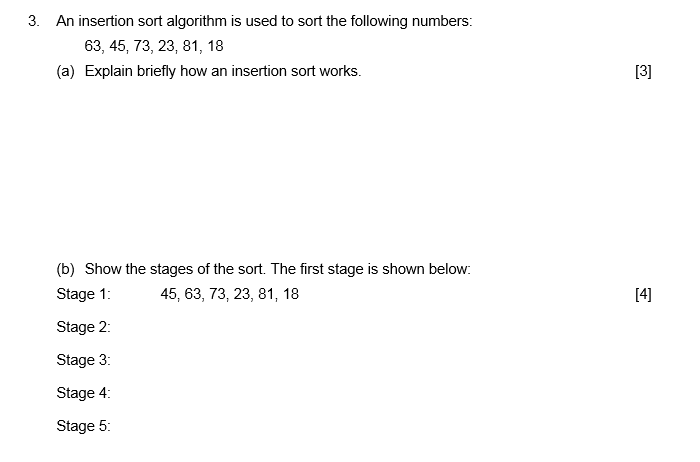 3. An insertion sort algorithm is used to sort the following numbers:
63, 45, 73, 23, 81, 18
(a) Explain briefly how an insertion sort works. [3]
(b) Show the stages of the sort. The first stage is shown below:
Stage 1: 45, 63, 73, 23, 81, 18 [4]
Stage 2:
Stage 3:
Stage 4:
Stage 5: